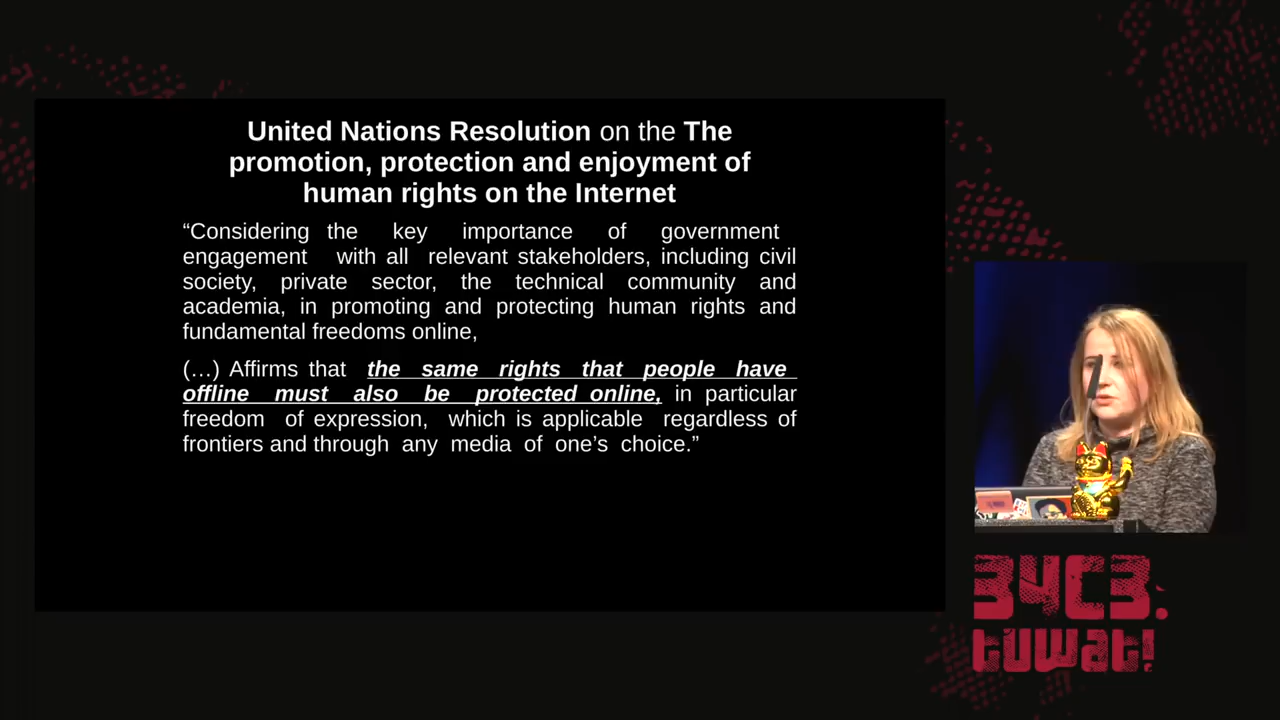 United Nations Resolution on the The
promotion, protection and enjoyment of
human rights on the Internet
“Considering the key importance of government
engagement with all relevant stakeholders, including civil
society, private sector, the technical community and
academia, in promoting and protecting human rights and
fundamental freedoms online,
(…) Affirms that the same rights that people have
offline must also be protected online, in particular
freedom of expression, which is applicable regardless of
frontiers and through any media of one’s choice.”
34C3.
tuwat!